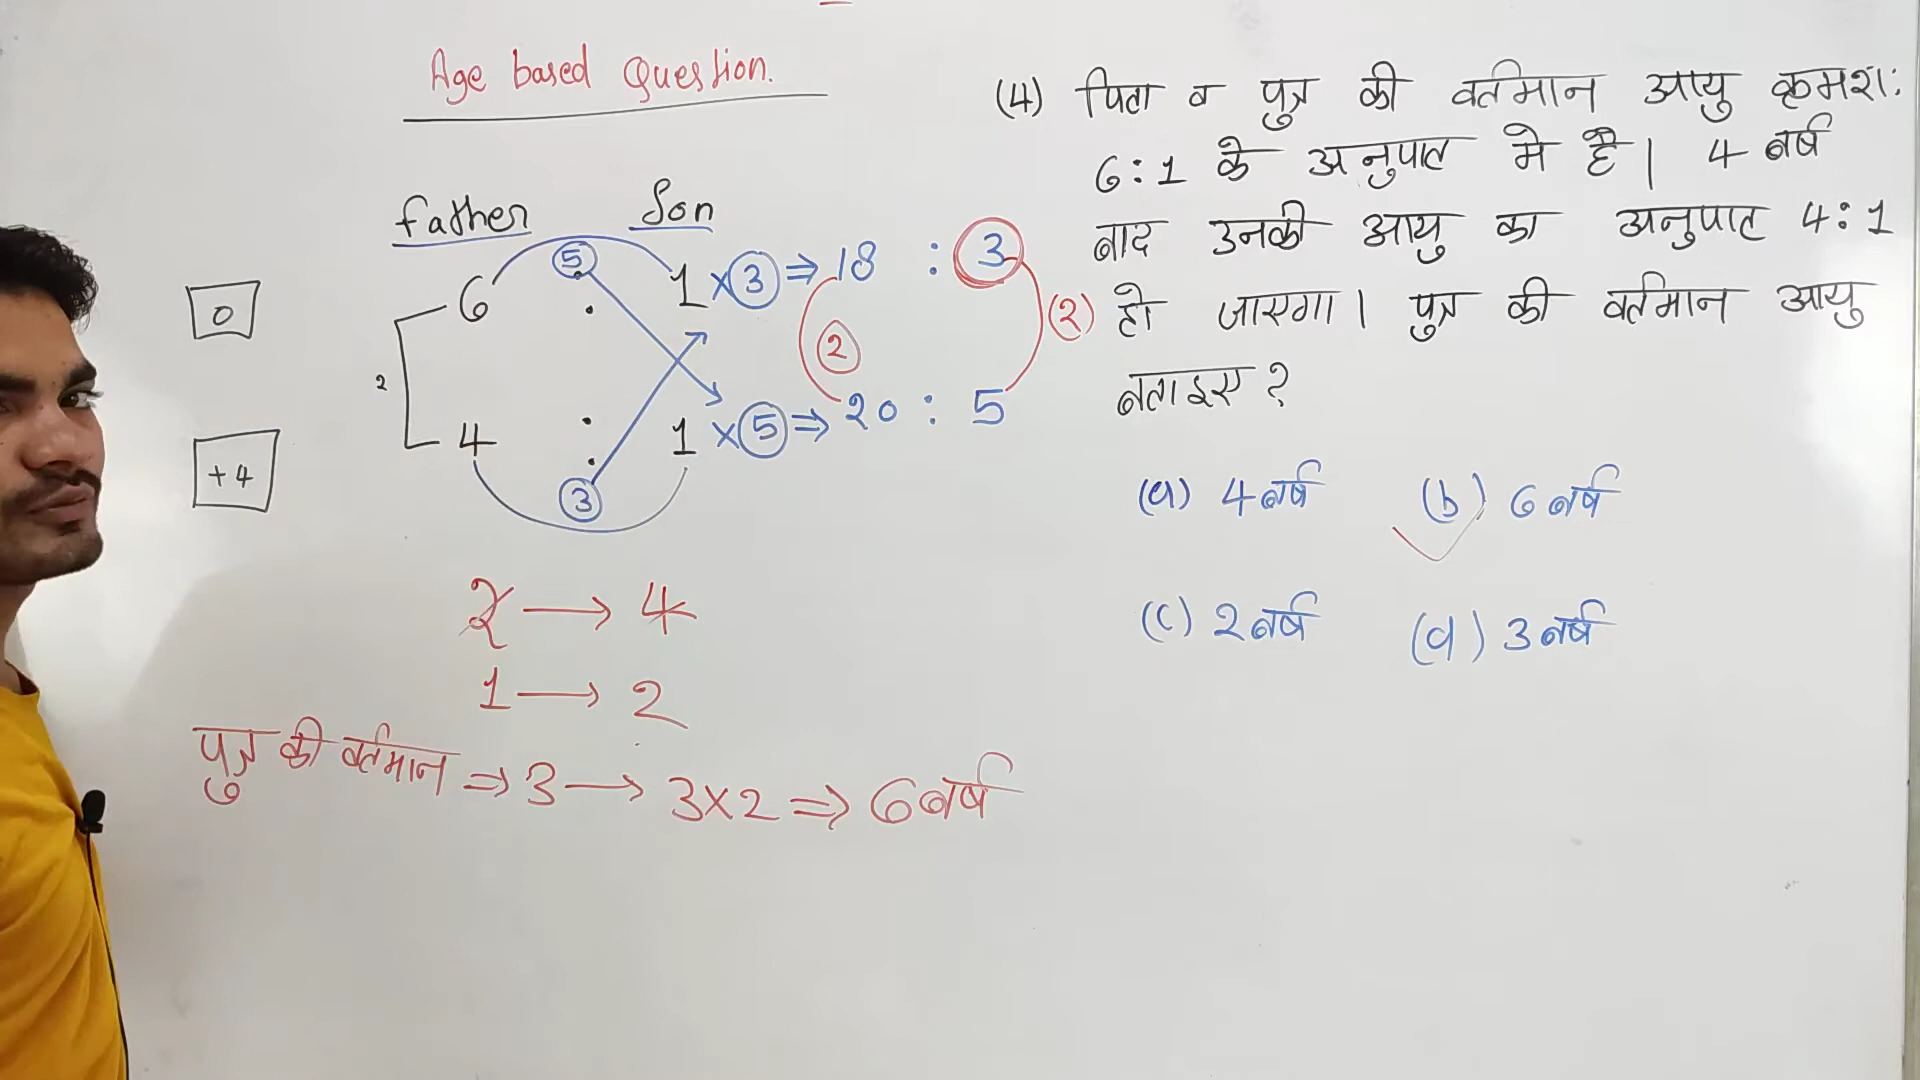 Age based Question.
father Son
0
6 : 1 ×3 ⇒ 18 : 3
5
2
2 (2)
+4
4 : 1 ×5 ⇒ 20 : 5
3
2 → 4
1 → 2
पुत्र की वर्तमान ⇒ 3 → 3×2 ⇒ 6 वर्ष
(4) पिता व पुत्र की वर्तमान आयु क्रमश:
6:1 के अनुपात मे है। 4 वर्ष
बाद उनकी आयु का अनुपात 4:1
हो जाएगा। पुत्र की वर्तमान आयु
बताइए ?
(a) 4 वर्ष (b) 6 वर्ष
(c) 2 वर्ष (d) 3 वर्ष